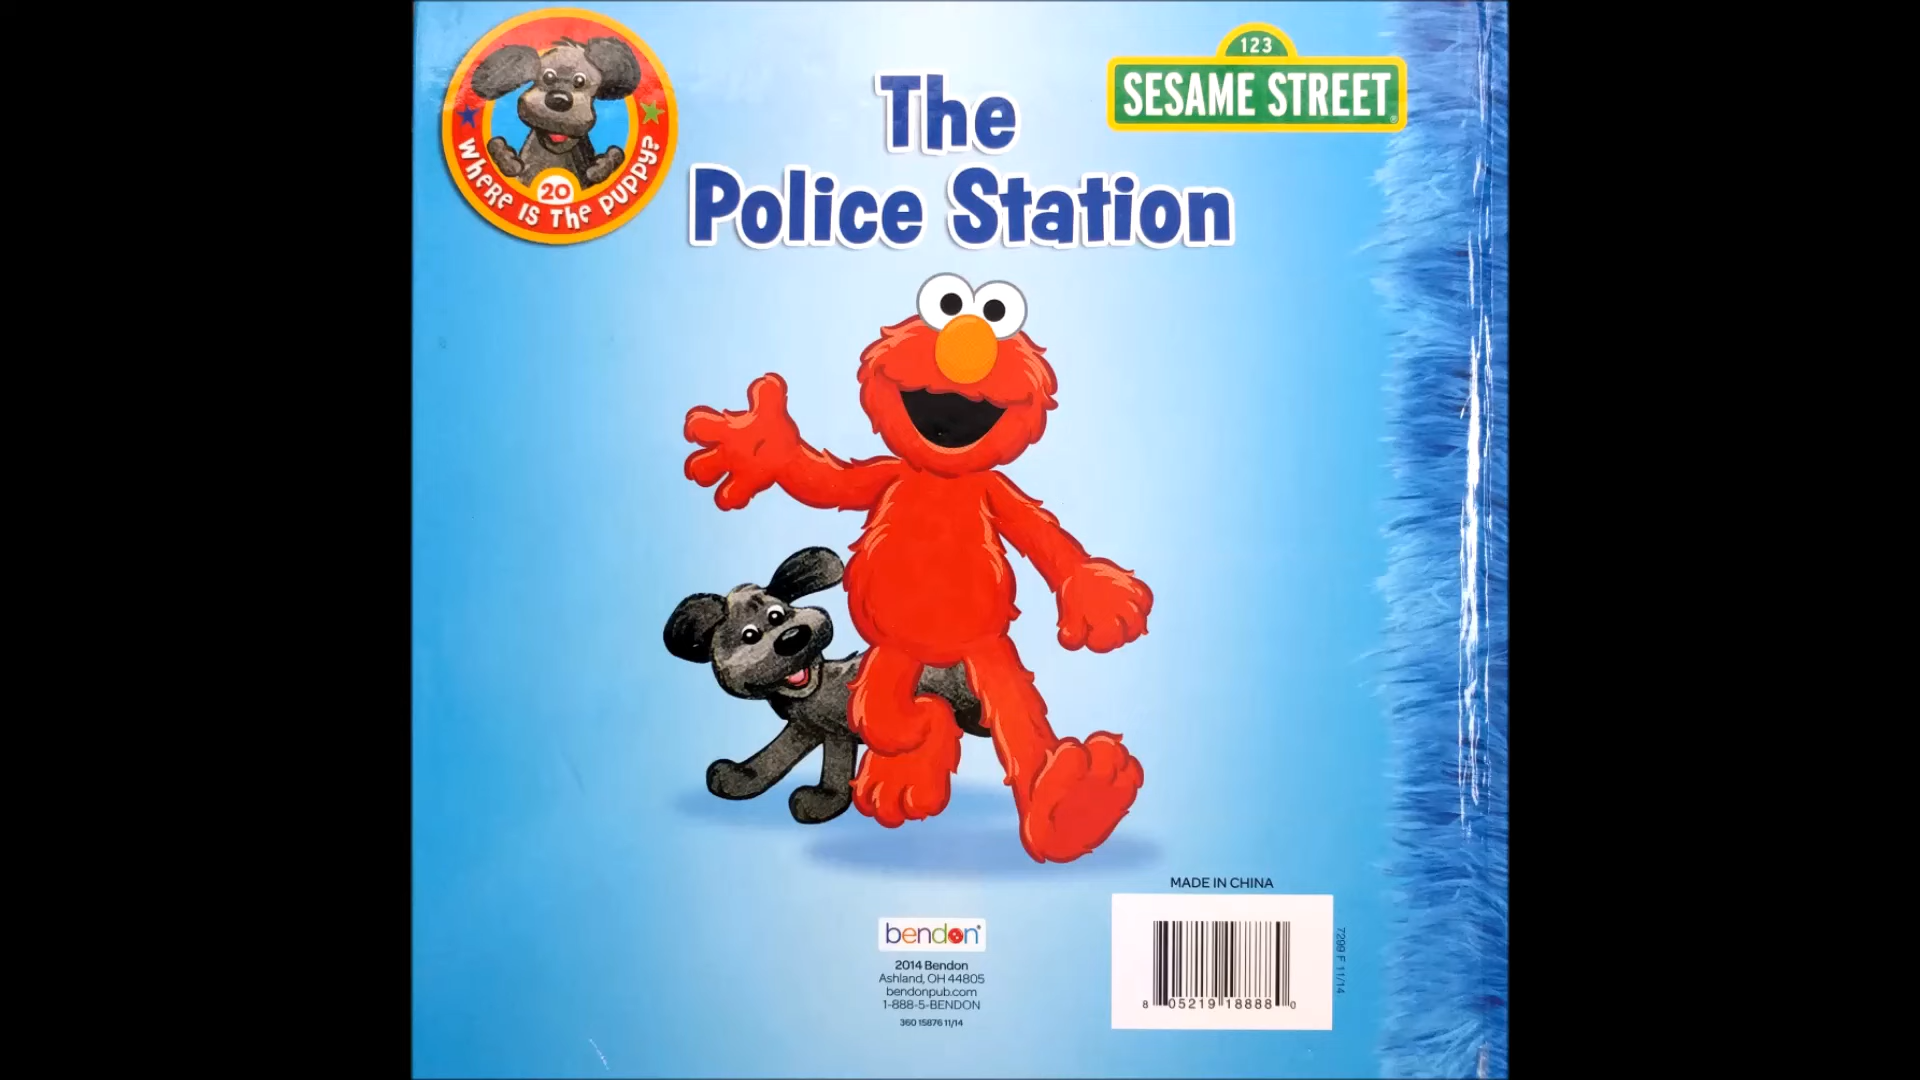 WHERE IS THE PUPPY?
20
The
Police Station
123
SESAME STREET®
MADE IN CHINA
bendon®
2014 Bendon
Ashland, OH 44805
bendonpub.com
1-888-5-BENDON
360 15876 11/14
8 05219 18888 0
7299 F 11/14